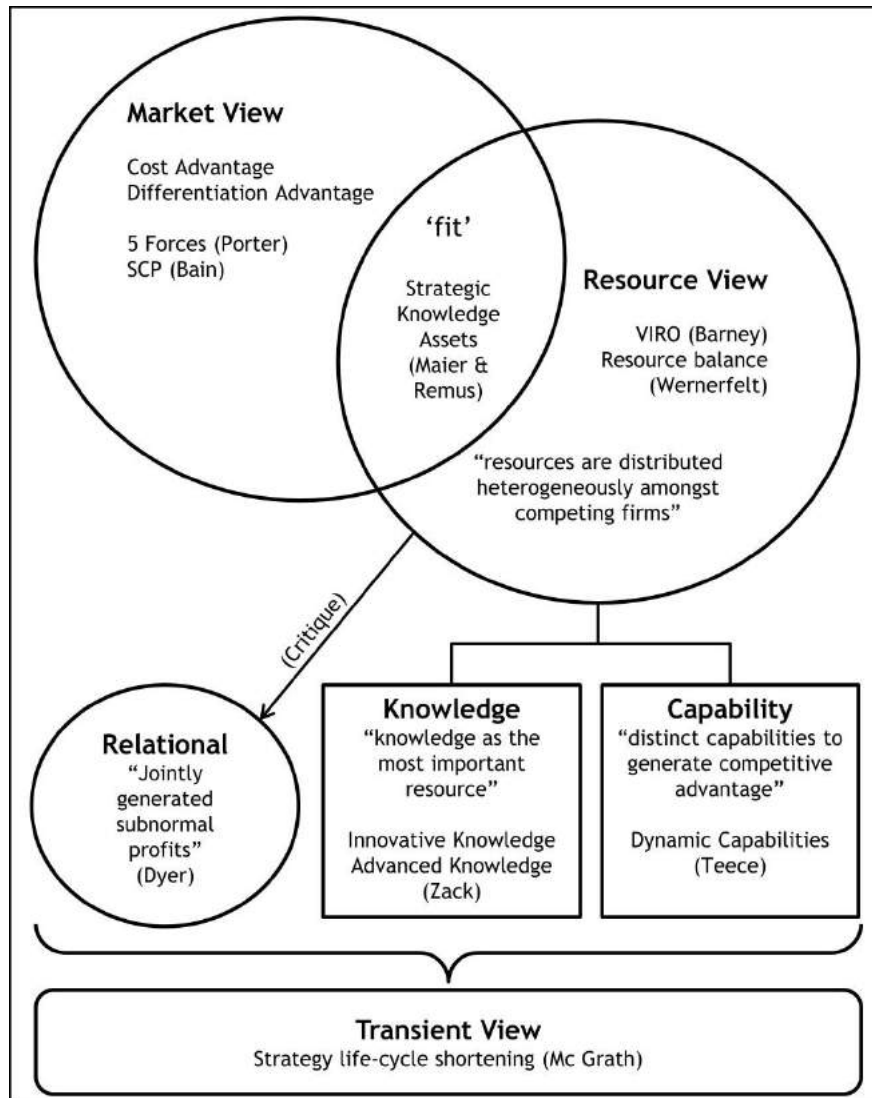 Market View
Cost Advantage
Differentiation Advantage
5 Forces (Porter)
SCP (Bain)
‘fit’
Strategic
Knowledge
Assets
(Maier &
Remus)
Resource View
VIRO (Barney)
Resource balance
(Wernerfelt)
“resources are distributed
heterogeneously amongst
competing firms”
(Critique)
Relational
“Jointly
generated
subnormal
profits”
(Dyer)
Knowledge
“knowledge as the
most important
resource”
Innovative Knowledge
Advanced Knowledge
(Zack)
Capability
“distinct capabilities to
generate competitive
advantage”
Dynamic Capabilities
(Teece)
Transient View
Strategy life-cycle shortening (Mc Grath)